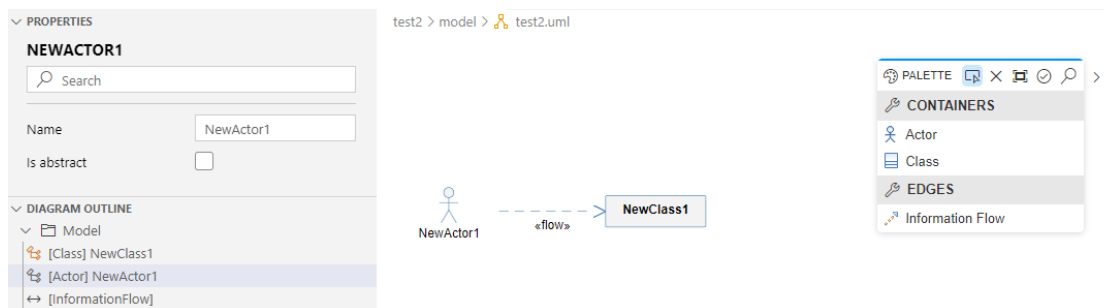 PROPERTIES
NEWACTOR1
Search
Name NewActor1
Is abstract
DIAGRAM OUTLINE
Model
[Class] NewClass1
[Actor] NewActor1
[InformationFlow]
test2 > model > test2.uml
NewActor1
«flow»
NewClass1
PALETTE
CONTAINERS
Actor
Class
EDGES
Information Flow